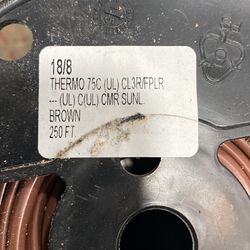 18/8
THERMO 75C (UL) CL3R/FPLR
--- (UL) C(UL) CMR SUNL.
BROWN
250 FT.